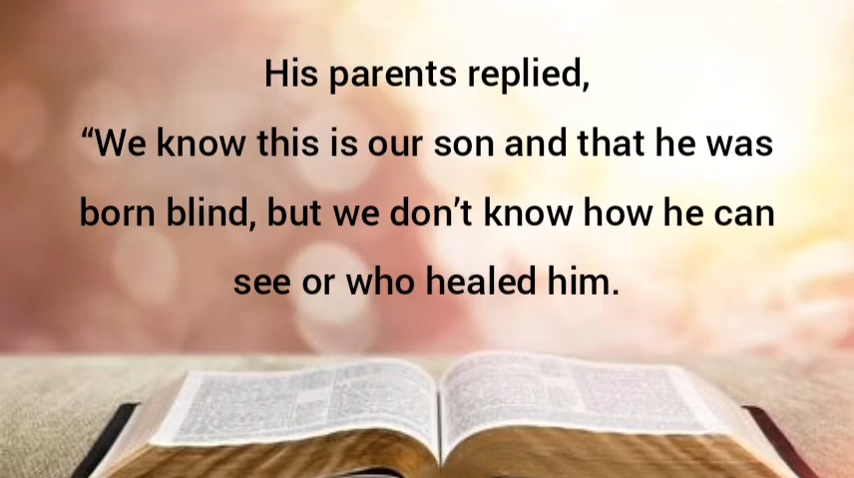 His parents replied,
“We know this is our son and that he was
born blind, but we don’t know how he can
see or who healed him.